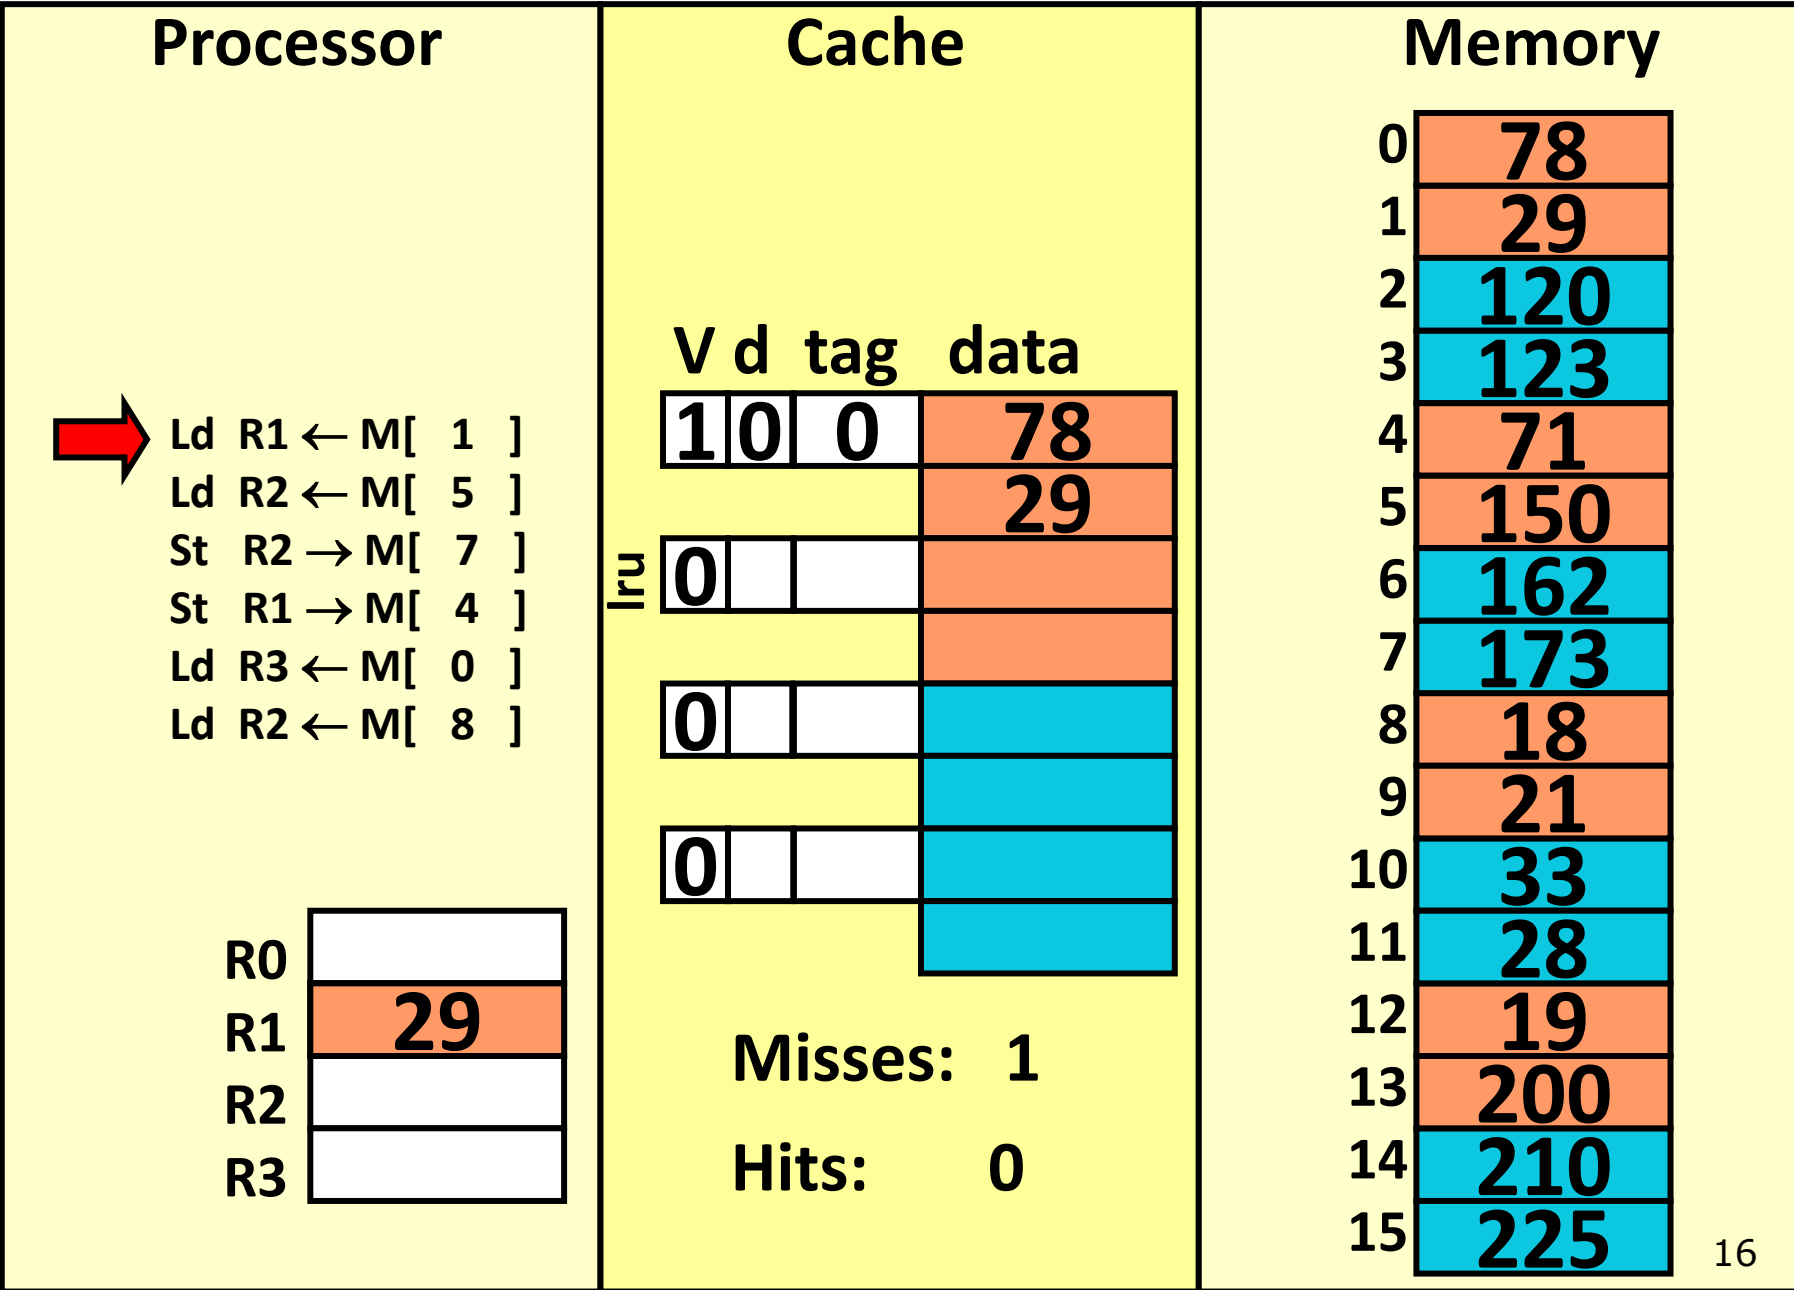 Processor
Ld R1 ← M[ 1 ]
Ld R2 ← M[ 5 ]
St R2 → M[ 7 ]
St R1 → M[ 4 ]
Ld R3 ← M[ 0 ]
Ld R2 ← M[ 8 ]
R0
R1 29
R2
R3
Cache
V d tag data
1 0 0 78
29
lru
0
0
0
Misses: 1
Hits: 0
Memory
0 78
1 29
2 120
3 123
4 71
5 150
6 162
7 173
8 18
9 21
10 33
11 28
12 19
13 200
14 210
15 225
16